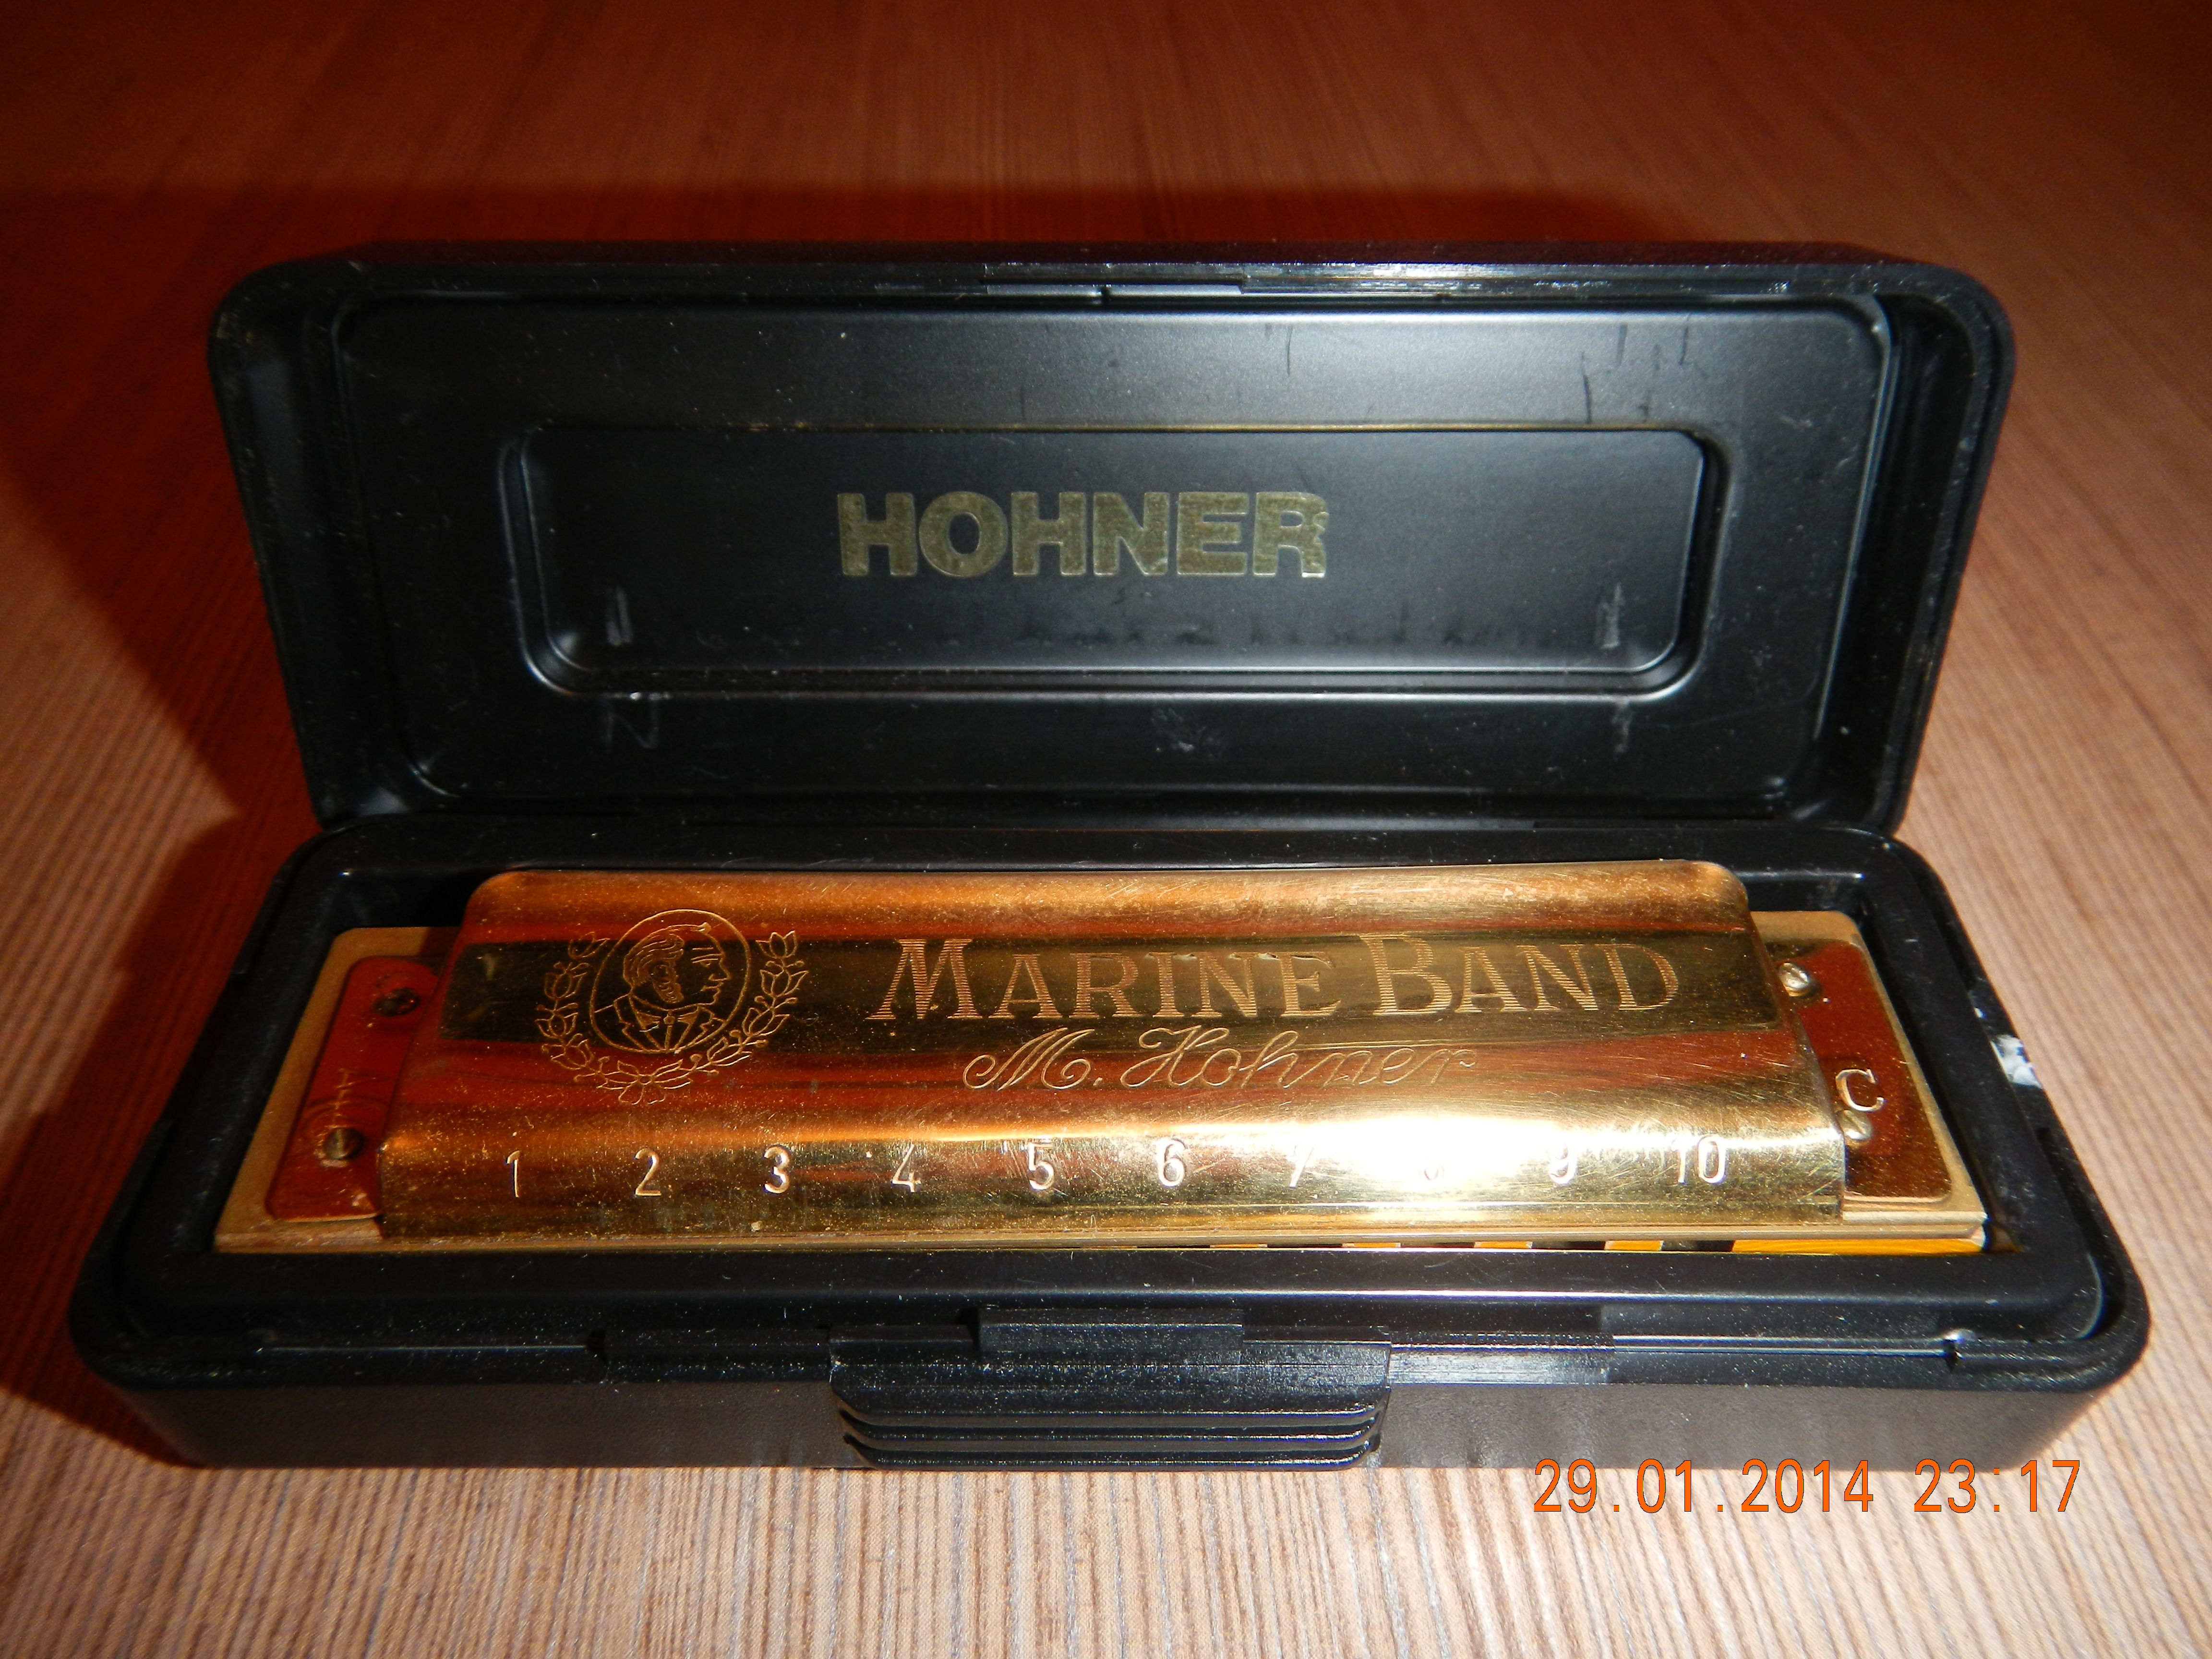 HOHNER
MARINE BAND
M. Hohner
C
1 2 3 4 5 6 7 8 9 10
29.01.2014 23:17